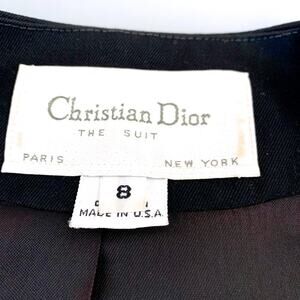 Christian Dior
THE SUIT
PARIS NEW YORK
8
MADE IN U.S.A.